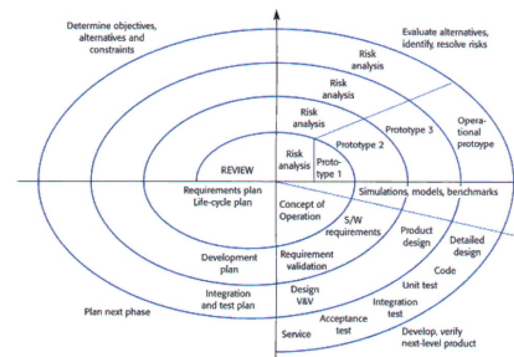 Determine objectives,
alternatives and
constraints
Evaluate alternatives,
identify, resolve risks
Risk
analysis
Risk
analysis
Risk
analysis
Risk
analysis
Proto-
type 1
Prototype 2
Prototype 3
Opera-
tional
protoype
REVIEW
Requirements plan
Life-cycle plan
Simulations, models, benchmarks
Concept of
Operation
S/W
requirements
Product
design
Detailed
design
Development
plan
Requirement
validation
Code
Unit test
Integration
and test plan
Design
V&V
Integration
test
Acceptance
test
Service
Plan next phase
Develop, verify
next-level product